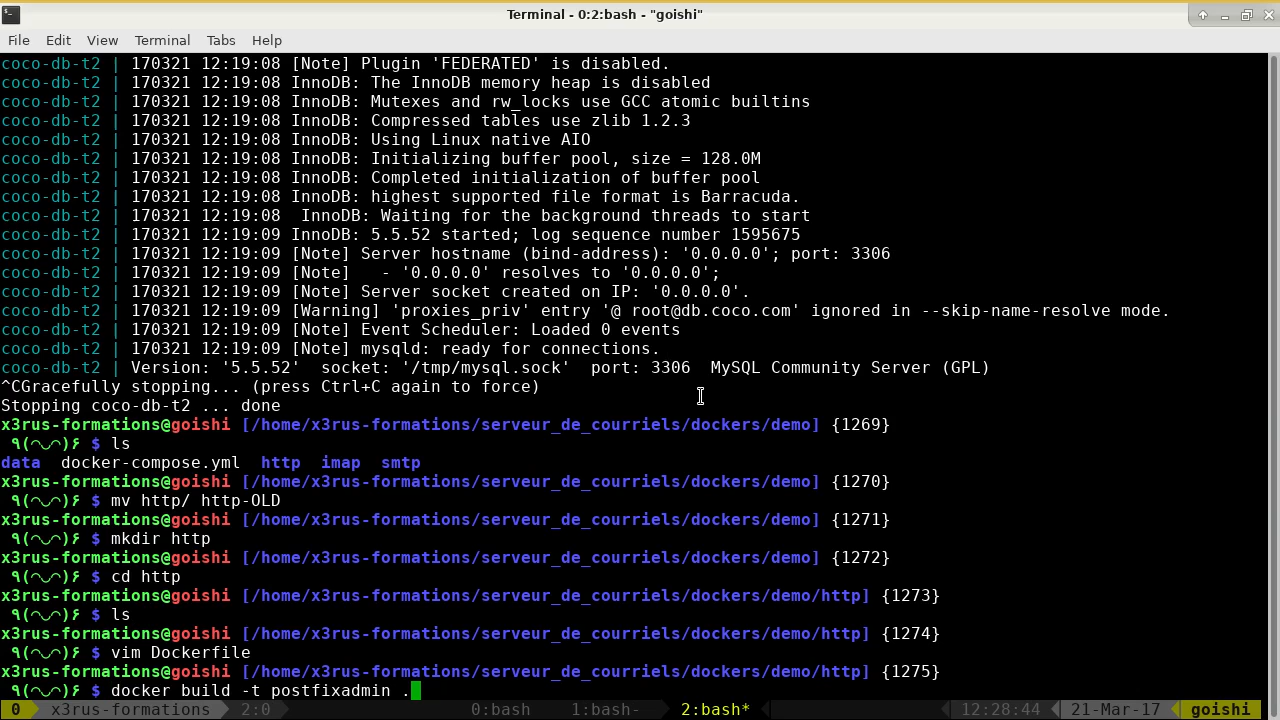 Terminal - 0:2:bash - "goishi"
File Edit View Terminal Tabs Help
coco-db-t2 | 170321 12:19:08 [Note] Plugin 'FEDERATED' is disabled.
coco-db-t2 | 170321 12:19:08 InnoDB: The InnoDB memory heap is disabled
coco-db-t2 | 170321 12:19:08 InnoDB: Mutexes and rw_locks use GCC atomic builtins
coco-db-t2 | 170321 12:19:08 InnoDB: Compressed tables use zlib 1.2.3
coco-db-t2 | 170321 12:19:08 InnoDB: Using Linux native AIO
coco-db-t2 | 170321 12:19:08 InnoDB: Initializing buffer pool, size = 128.0M
coco-db-t2 | 170321 12:19:08 InnoDB: Completed initialization of buffer pool
coco-db-t2 | 170321 12:19:08 InnoDB: highest supported file format is Barracuda.
coco-db-t2 | 170321 12:19:08  InnoDB: Waiting for the background threads to start
coco-db-t2 | 170321 12:19:09 InnoDB: 5.5.52 started; log sequence number 1595675
coco-db-t2 | 170321 12:19:09 [Note] Server hostname (bind-address): '0.0.0.0'; port: 3306
coco-db-t2 | 170321 12:19:09 [Note]   - '0.0.0.0' resolves to '0.0.0.0';
coco-db-t2 | 170321 12:19:09 [Note] Server socket created on IP: '0.0.0.0'.
coco-db-t2 | 170321 12:19:09 [Warning] 'proxies_priv' entry '@ root@db.coco.com' ignored in --skip-name-resolve mode.
coco-db-t2 | 170321 12:19:09 [Note] Event Scheduler: Loaded 0 events
coco-db-t2 | 170321 12:19:09 [Note] mysqld: ready for connections.
coco-db-t2 | Version: '5.5.52'  socket: '/tmp/mysql.sock'  port: 3306  MySQL Community Server (GPL)
^CGracefully stopping... (press Ctrl+C again to force)
Stopping coco-db-t2 ... done
x3rus-formations@goishi [/home/x3rus-formations/serveur_de_courriels/dockers/demo] {1269}
٩(◠◡◠)۶ $ ls
data  docker-compose.yml  http  imap  smtp
x3rus-formations@goishi [/home/x3rus-formations/serveur_de_courriels/dockers/demo] {1270}
٩(◠◡◠)۶ $ mv http/ http-OLD
x3rus-formations@goishi [/home/x3rus-formations/serveur_de_courriels/dockers/demo] {1271}
٩(◠◡◠)۶ $ mkdir http
x3rus-formations@goishi [/home/x3rus-formations/serveur_de_courriels/dockers/demo] {1272}
٩(◠◡◠)۶ $ cd http
x3rus-formations@goishi [/home/x3rus-formations/serveur_de_courriels/dockers/demo/http] {1273}
٩(◠◡◠)۶ $ ls
x3rus-formations@goishi [/home/x3rus-formations/serveur_de_courriels/dockers/demo/http] {1274}
٩(◠◡◠)۶ $ vim Dockerfile
x3rus-formations@goishi [/home/x3rus-formations/serveur_de_courriels/dockers/demo/http] {1275}
٩(◠◡◠)۶ $ docker build -t postfixadmin .
0 x3rus-formations 2:0 0:bash 1:bash- 2:bash* 12:28:44 21-Mar-17 goishi